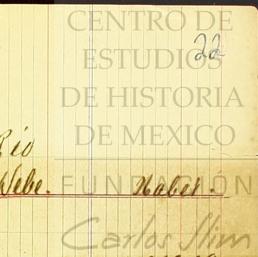 CENTRO DE
22
ESTUDIOS
DE HISTORIA
DE MEXICO
Rio
Debe. Haber.
FUNDACIÓN
Carlos Slim